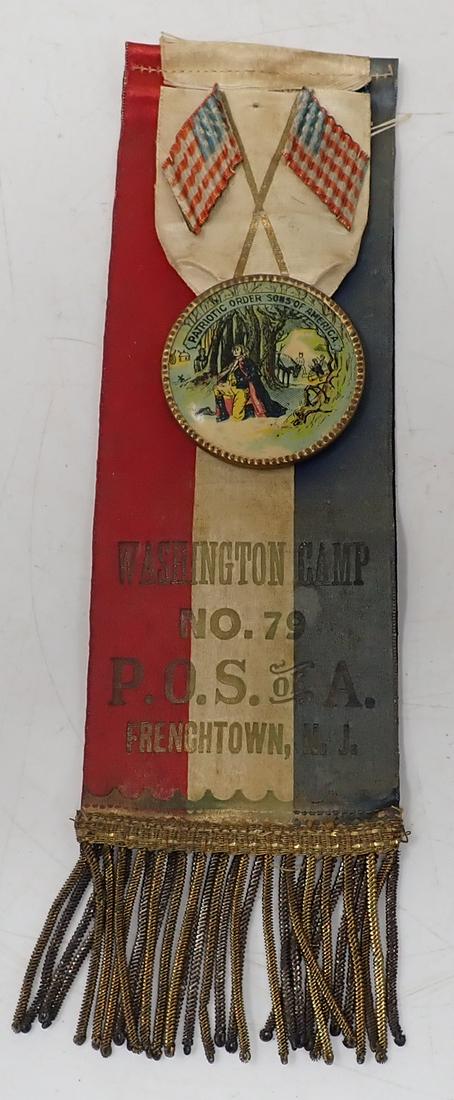 PATRIOTIC ORDER SONS OF AMERICA
WASHINGTON CAMP
NO. 79
P.O.S. of A.
FRENCHTOWN, N. J.